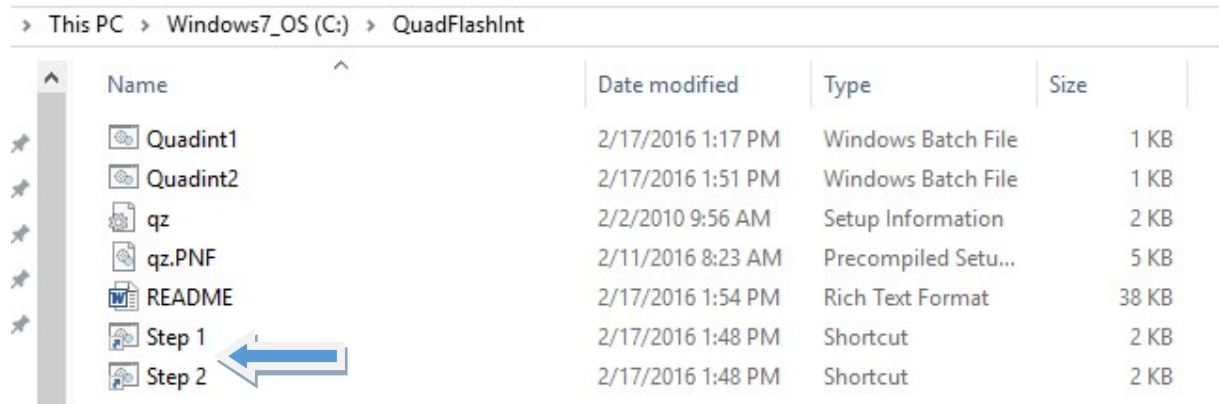 > This PC > Windows7_OS (C:) > QuadFlashInt
Name Date modified Type Size
Quadint1 2/17/2016 1:17 PM Windows Batch File 1 KB
Quadint2 2/17/2016 1:51 PM Windows Batch File 1 KB
qz 2/2/2010 9:56 AM Setup Information 2 KB
qz.PNF 2/11/2016 8:23 AM Precompiled Setu... 5 KB
README 2/17/2016 1:54 PM Rich Text Format 38 KB
Step 1 2/17/2016 1:48 PM Shortcut 2 KB
Step 2 2/17/2016 1:48 PM Shortcut 2 KB